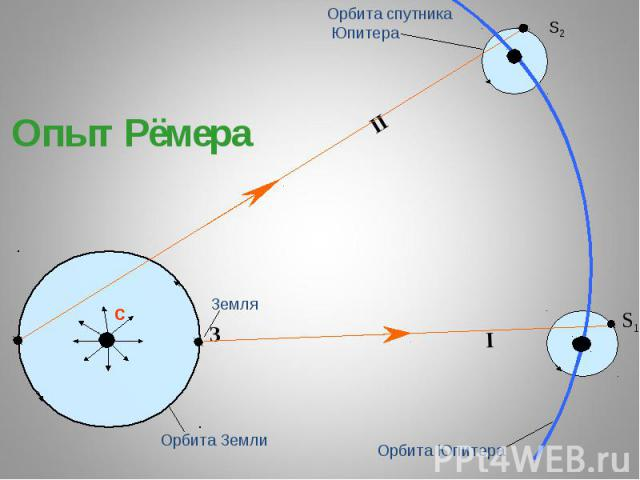 Орбита спутника
Юпитера
S2
II
Опыт Рёмера
Земля
с
З
S1
I
Орбита Земли
Орбита Юпитера
PPt4WEB.ru